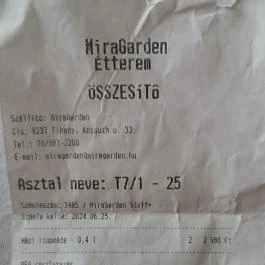 MiraGarden
Étterem
ÖSSZESíTŐ
Szállító: MiraGarden
Cím: 8237 Tihany, Kossuth u. 33.
Tel.: 70/881-2200
E-mail: miragarden@miragarden.hu
Asztal neve: T7/1 - 25
Számlaszám: 3465 / MiraGarden
Számla kelte: 2024.06.25.
Házi limonádé - 0.4 l 2 2 980 Ft